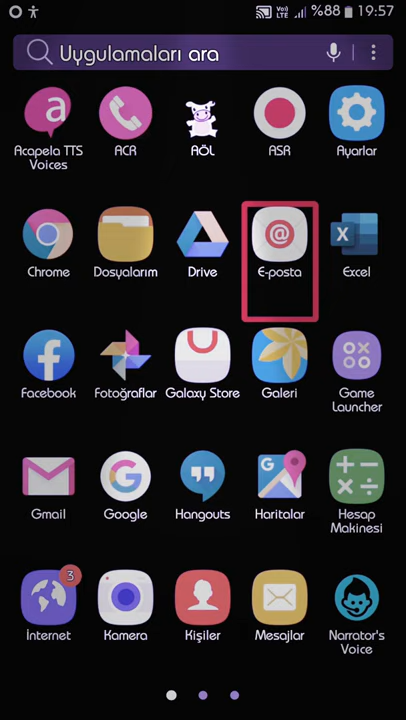 %88 19:57
Uygulamaları ara
Acapela TTS Voices
ACR
AÖL
ASR
Ayarlar
Chrome
Dosyalarım
Drive
E-posta
Excel
Facebook
Fotoğraflar
Galaxy Store
Galeri
Game Launcher
Gmail
Google
Hangouts
Haritalar
Hesap Makinesi
3
İnternet
Kamera
Kişiler
Mesajlar
Narrator's Voice